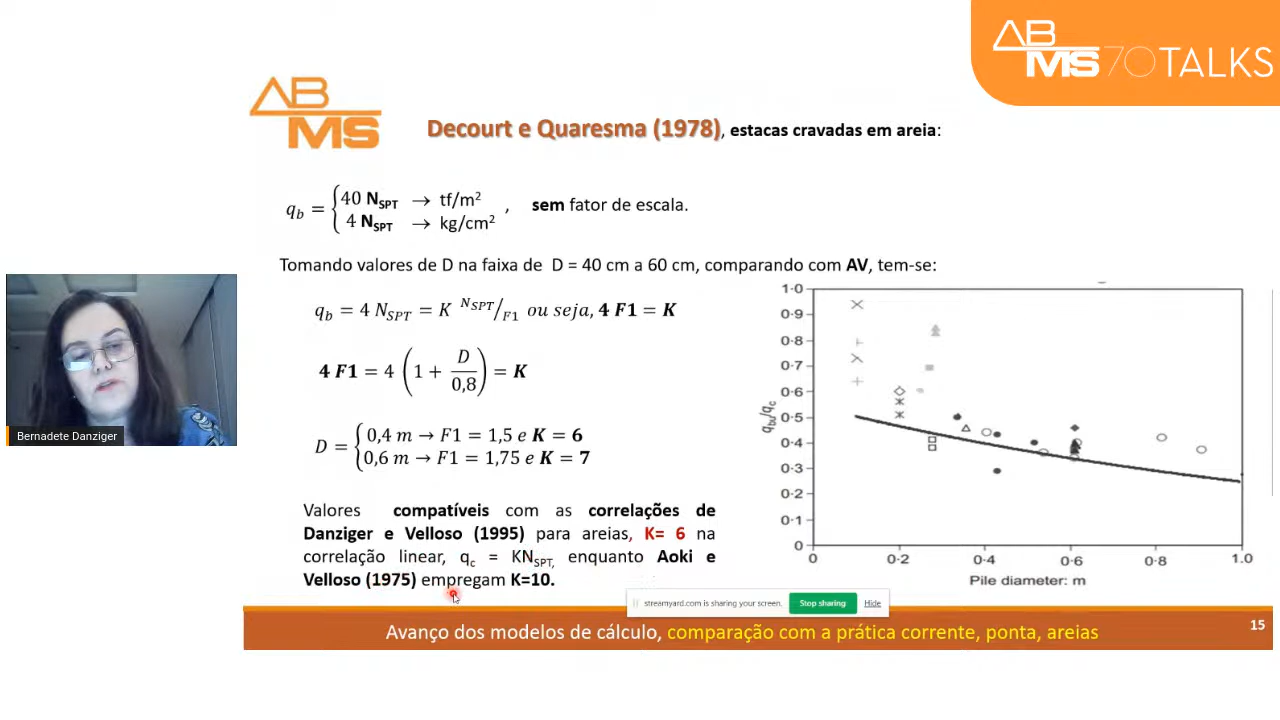 AB
MS 70 TALKS
AB
MS
Decourt e Quaresma (1978), estacas cravadas em areia:
q_b = { 40 N_SPT → tf/m²
4 N_SPT → kg/cm² , sem fator de escala.
Tomando valores de D na faixa de D = 40 cm a 60 cm, comparando com AV, tem-se:
q_b = 4 N_SPT = K N_SPT/F1 ou seja, 4 F1 = K
4 F1 = 4 (1 + D/0,8) = K
D = { 0,4 m → F1 = 1,5 e K = 6
0,6 m → F1 = 1,75 e K = 7
Valores compatíveis com as correlações de
Danziger e Velloso (1995) para areias, K= 6 na
correlação linear, q_c = KN_SPT, enquanto Aoki e
Velloso (1975) empregam K=10.
1·0
0·9
0·8
0·7
0·6
0·5
0·4
0·3
0·2
0·1
0
q_bu/q_c
0 0·2 0·4 0·6 0·8 1.0
Pile diameter: m
Bernadete Danziger
streamyard.com is sharing your screen. Stop sharing Hide
Avanço dos modelos de cálculo, comparação com a prática corrente, ponta, areias
15